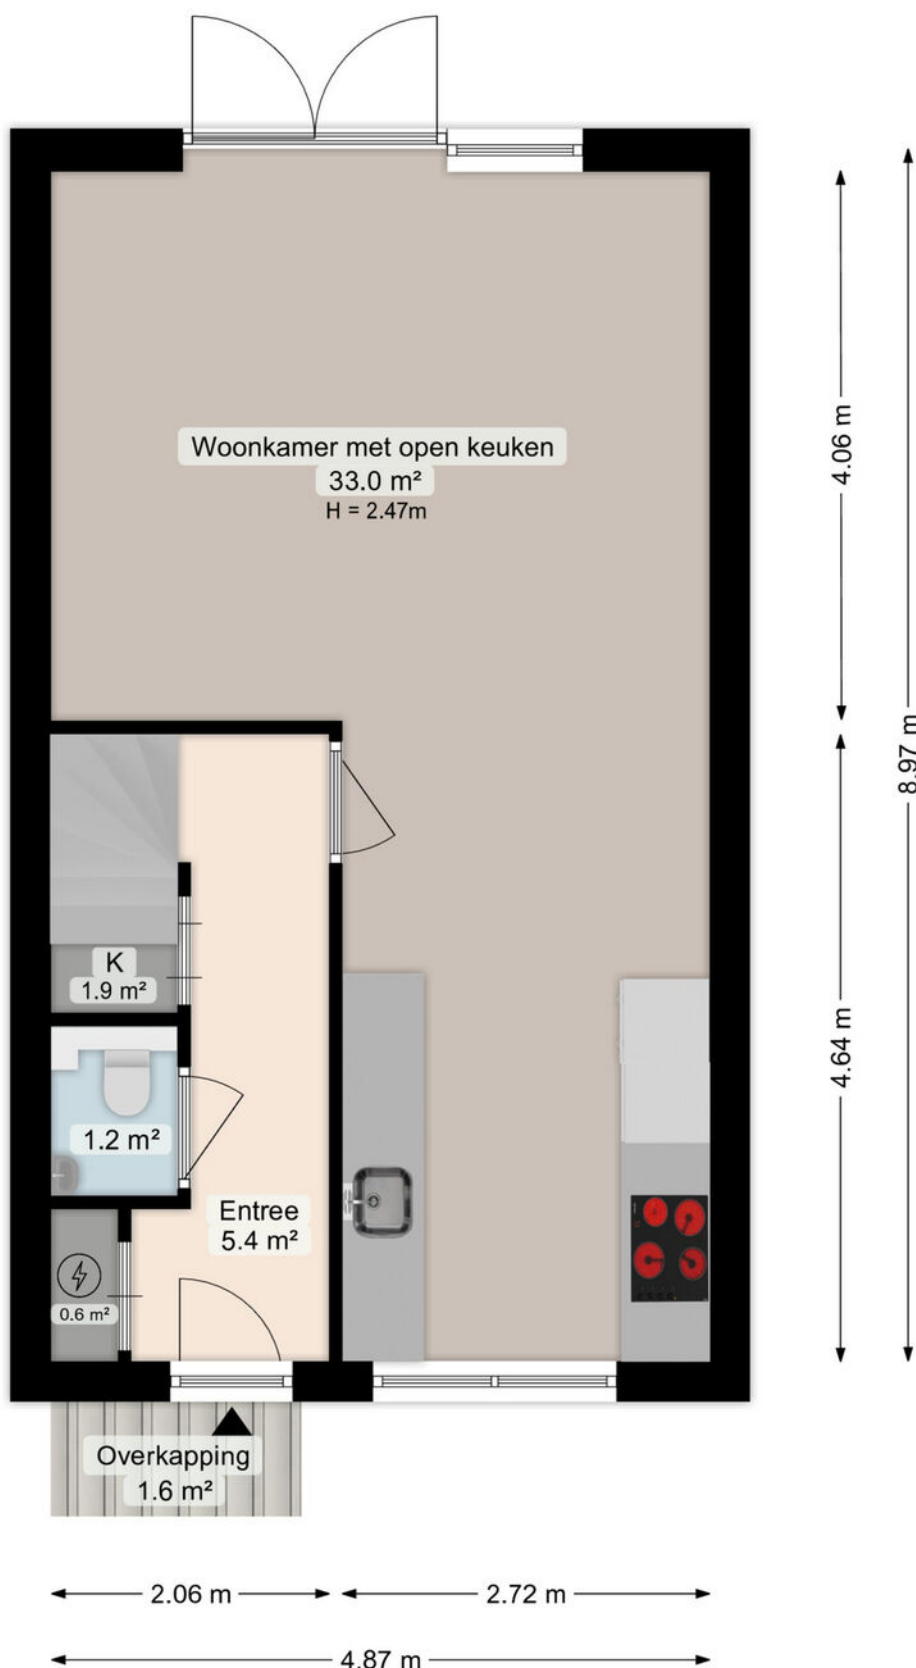 Woonkamer met open keuken
33.0 m²
H = 2.47m
4.06 m
8.97 m
K
1.9 m²
4.64 m
1.2 m²
Entree
5.4 m²
0.6 m²
Overkapping
1.6 m²
2.06 m
2.72 m
4.87 m